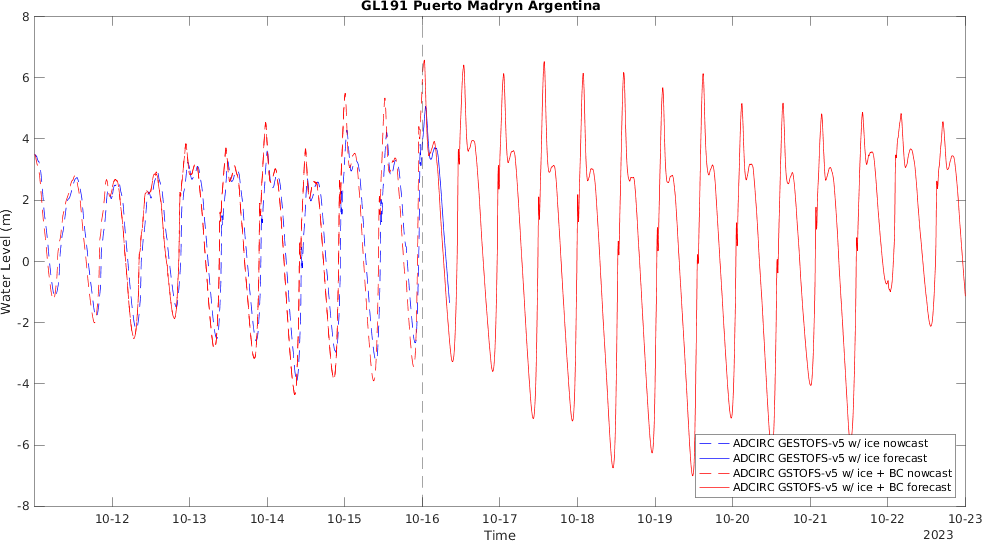 GL191 Puerto Madryn Argentina
8
6
4
2
0
-2
-4
-6
-8
Water Level (m)
ADCIRC GESTOFS-v5 w/ ice nowcast
ADCIRC GESTOFS-v5 w/ ice forecast
ADCIRC GSTOFS-v5 w/ ice + BC nowcast
ADCIRC GSTOFS-v5 w/ ice + BC forecast
10-12 10-13 10-14 10-15 10-16 10-17 10-18 10-19 10-20 10-21 10-22 10-23
Time
2023